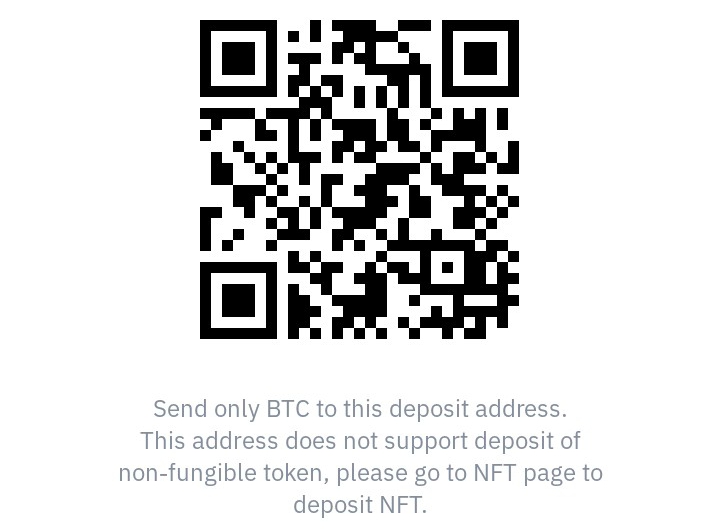 Send only BTC to this deposit address.
This address does not support deposit of
non-fungible token, please go to NFT page to
deposit NFT.